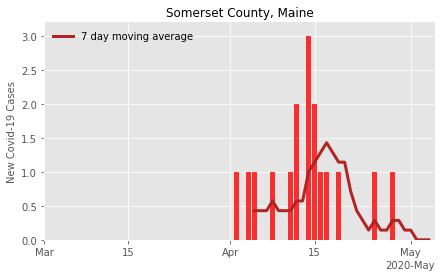 Somerset County, Maine
7 day moving average
New Covid-19 Cases
3.0
2.5
2.0
1.5
1.0
0.5
0.0
Mar
15
Apr
15
May
2020-May